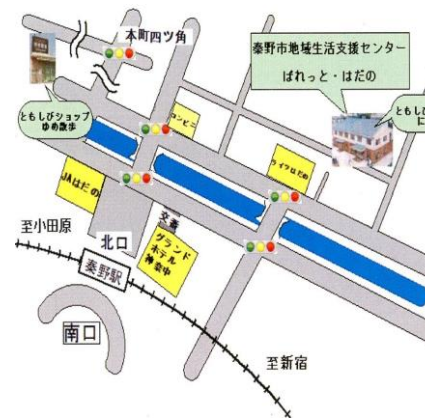 本町四ツ角
秦野市地域生活支援センター
ぱれっと・はだの
ともしび
ともしびショップ
ゆめ散歩
コンビニ
ライフはだの
JAはだの
交番
至小田原
北口
グランド
ホテル
神奈中
秦野駅
南口
至新宿